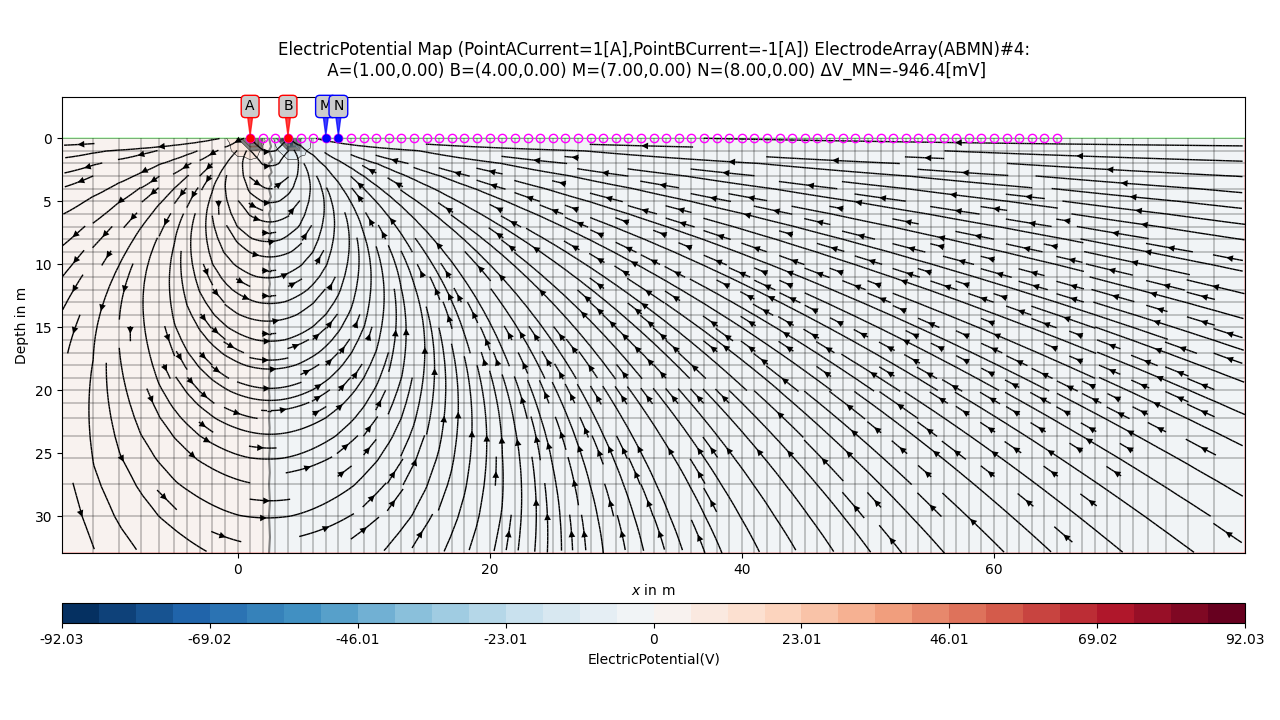 ElectricPotential Map (PointACurrent=1[A],PointBCurrent=-1[A]) ElectrodeArray(ABMN)#4:
A=(1.00,0.00) B=(4.00,0.00) M=(7.00,0.00) N=(8.00,0.00) ΔV_MN=-946.4[mV]
A B M N
0
5
10
15
20
25
30
Depth in m
0 20 40 60
x in m
-92.03 -69.02 -46.01 -23.01 0 23.01 46.01 69.02 92.03
ElectricPotential(V)